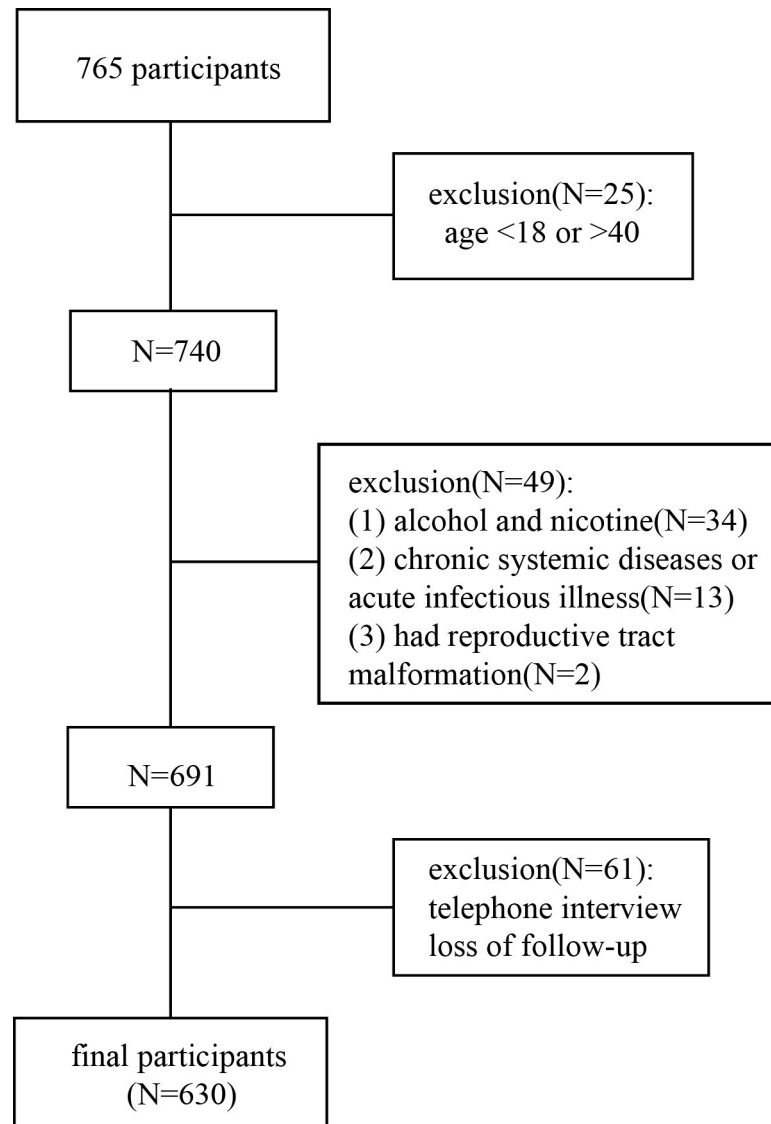 765 participants
exclusion(N=25):
age <18 or >40
N=740
exclusion(N=49):
(1) alcohol and nicotine(N=34)
(2) chronic systemic diseases or
acute infectious illness(N=13)
(3) had reproductive tract
malformation(N=2)
N=691
exclusion(N=61):
telephone interview
loss of follow-up
final participants
(N=630)